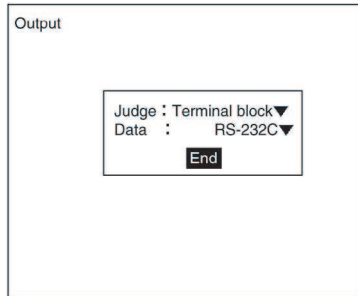 Output
Judge : Terminal block▼
Data : RS-232C▼
End